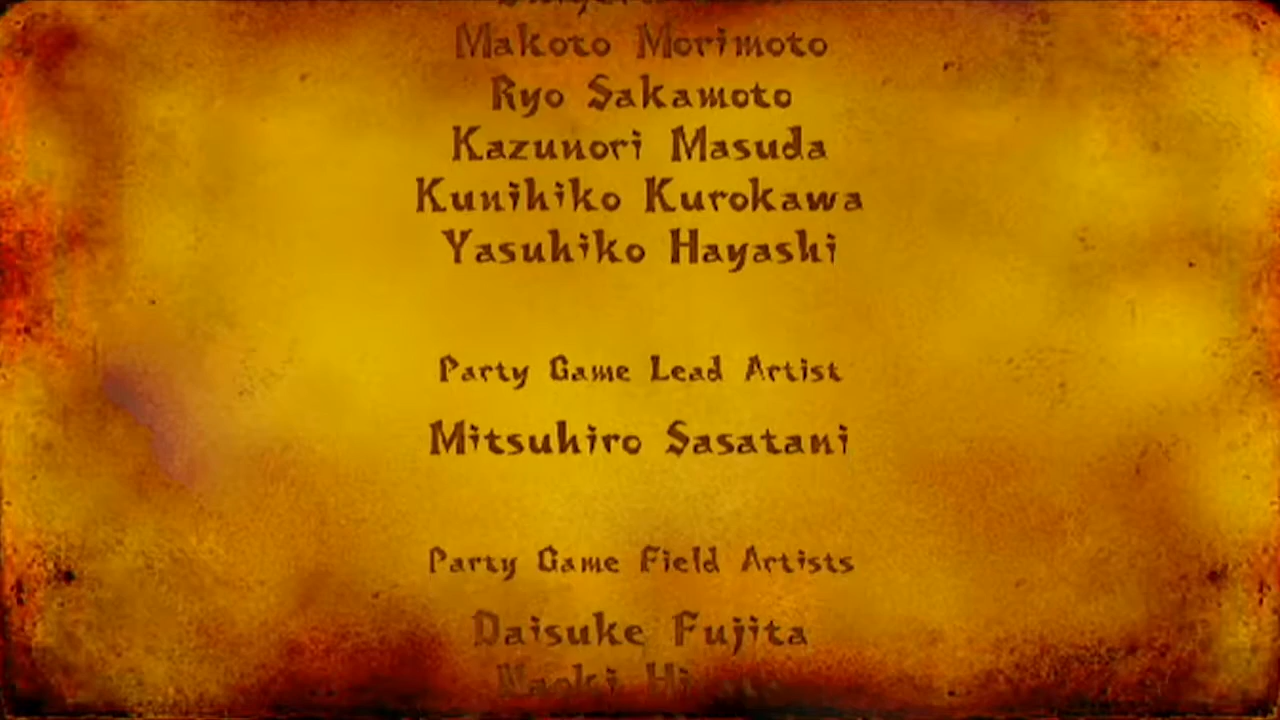 Makoto Morimoto
Ryo Sakamoto
Kazunori Masuda
Kunihiko Kurokawa
Yasuhiko Hayashi
Party Game Lead Artist
Mitsuhiro Sasatani
Party Game Field Artists
Daisuke Fujita
Naoki